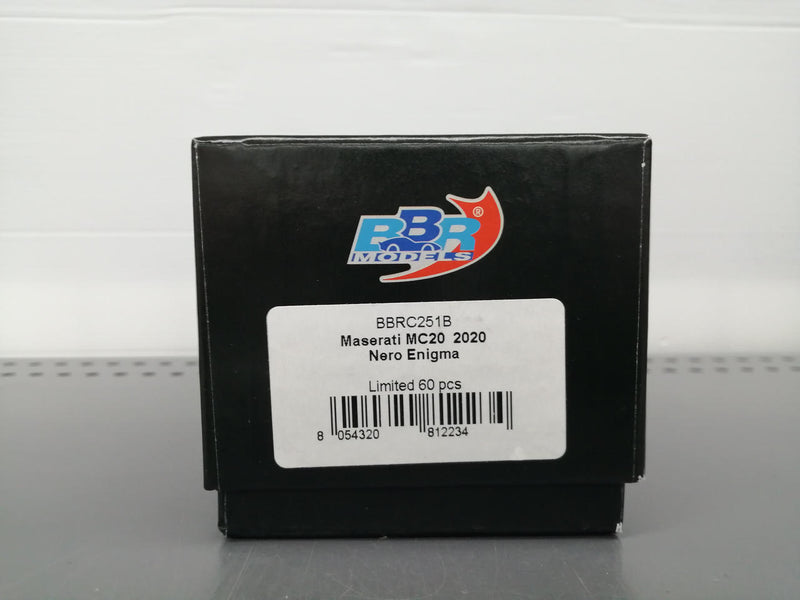 BBR®
MODELS
BBRC251B
Maserati MC20 2020
Nero Enigma
Limited 60 pcs
8 054320 812234